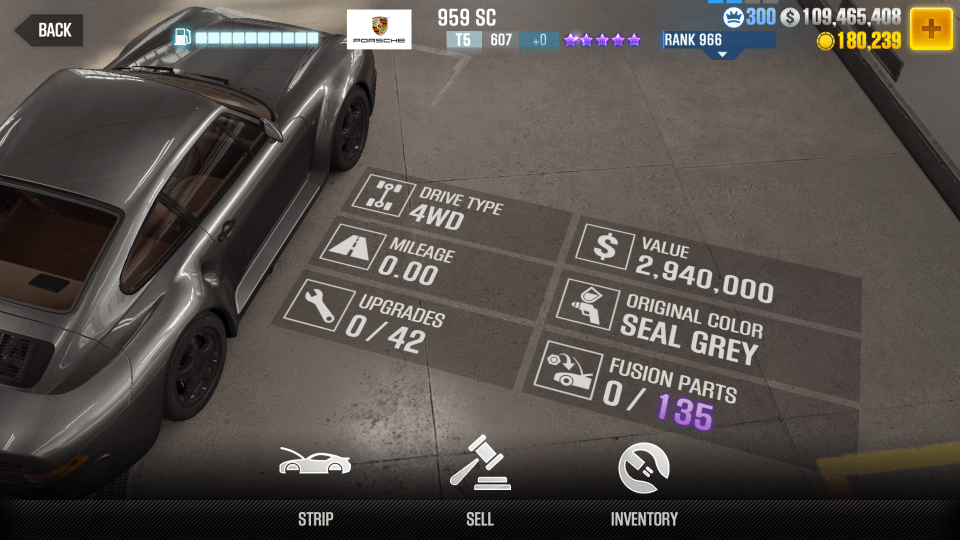 BACK
PORSCHE
959 SC
T5 607 +0
300 $ 109,465,408
RANK 966
180,239
+
DRIVE TYPE
4WD
MILEAGE
0.00
UPGRADES
0 / 42
$
VALUE
2,940,000
ORIGINAL COLOR
SEAL GREY
FUSION PARTS
0 / 135
STRIP
SELL
INVENTORY